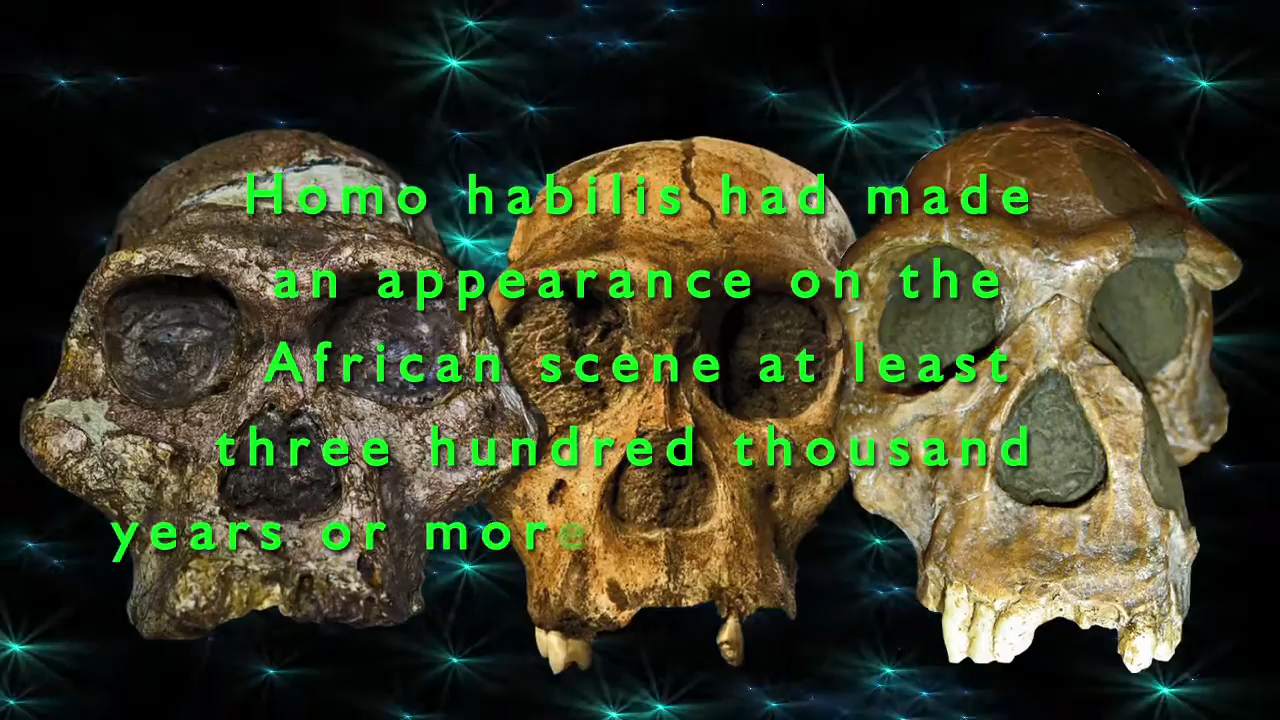 Homo habilis had made
an appearance on the
African scene at least
three hundred thousand
years or more